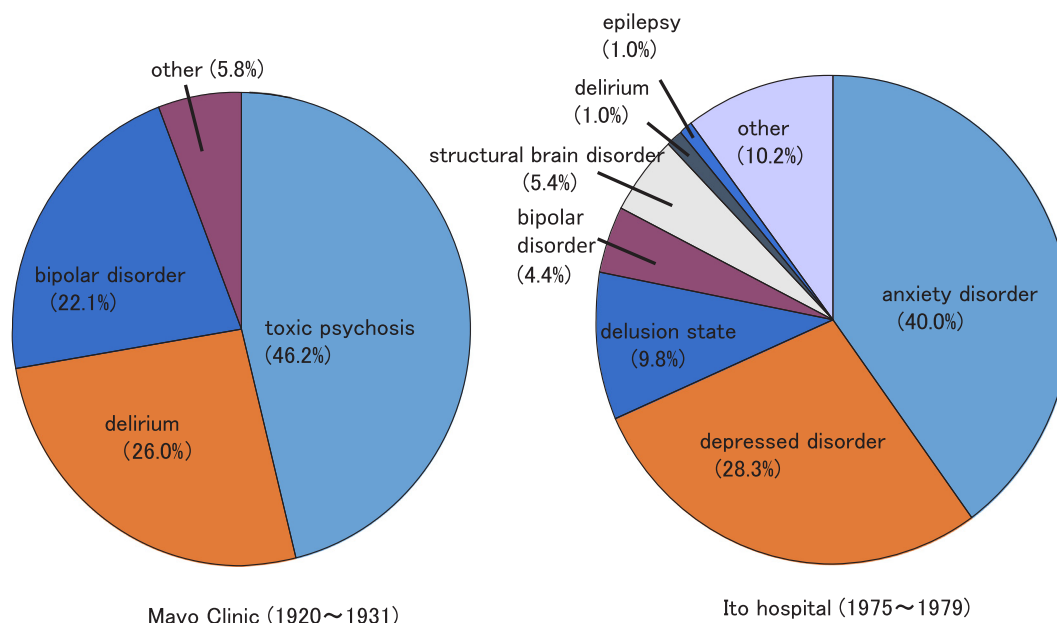 other (5.8%)
bipolar disorder
(22.1%)
toxic psychosis
(46.2%)
delirium
(26.0%)
Mayo Clinic (1920～1931)
epilepsy
(1.0%)
delirium
(1.0%)
other
(10.2%)
structural brain disorder
(5.4%)
bipolar
disorder
(4.4%)
anxiety disorder
(40.0%)
delusion state
(9.8%)
depressed disorder
(28.3%)
Ito hospital (1975～1979)